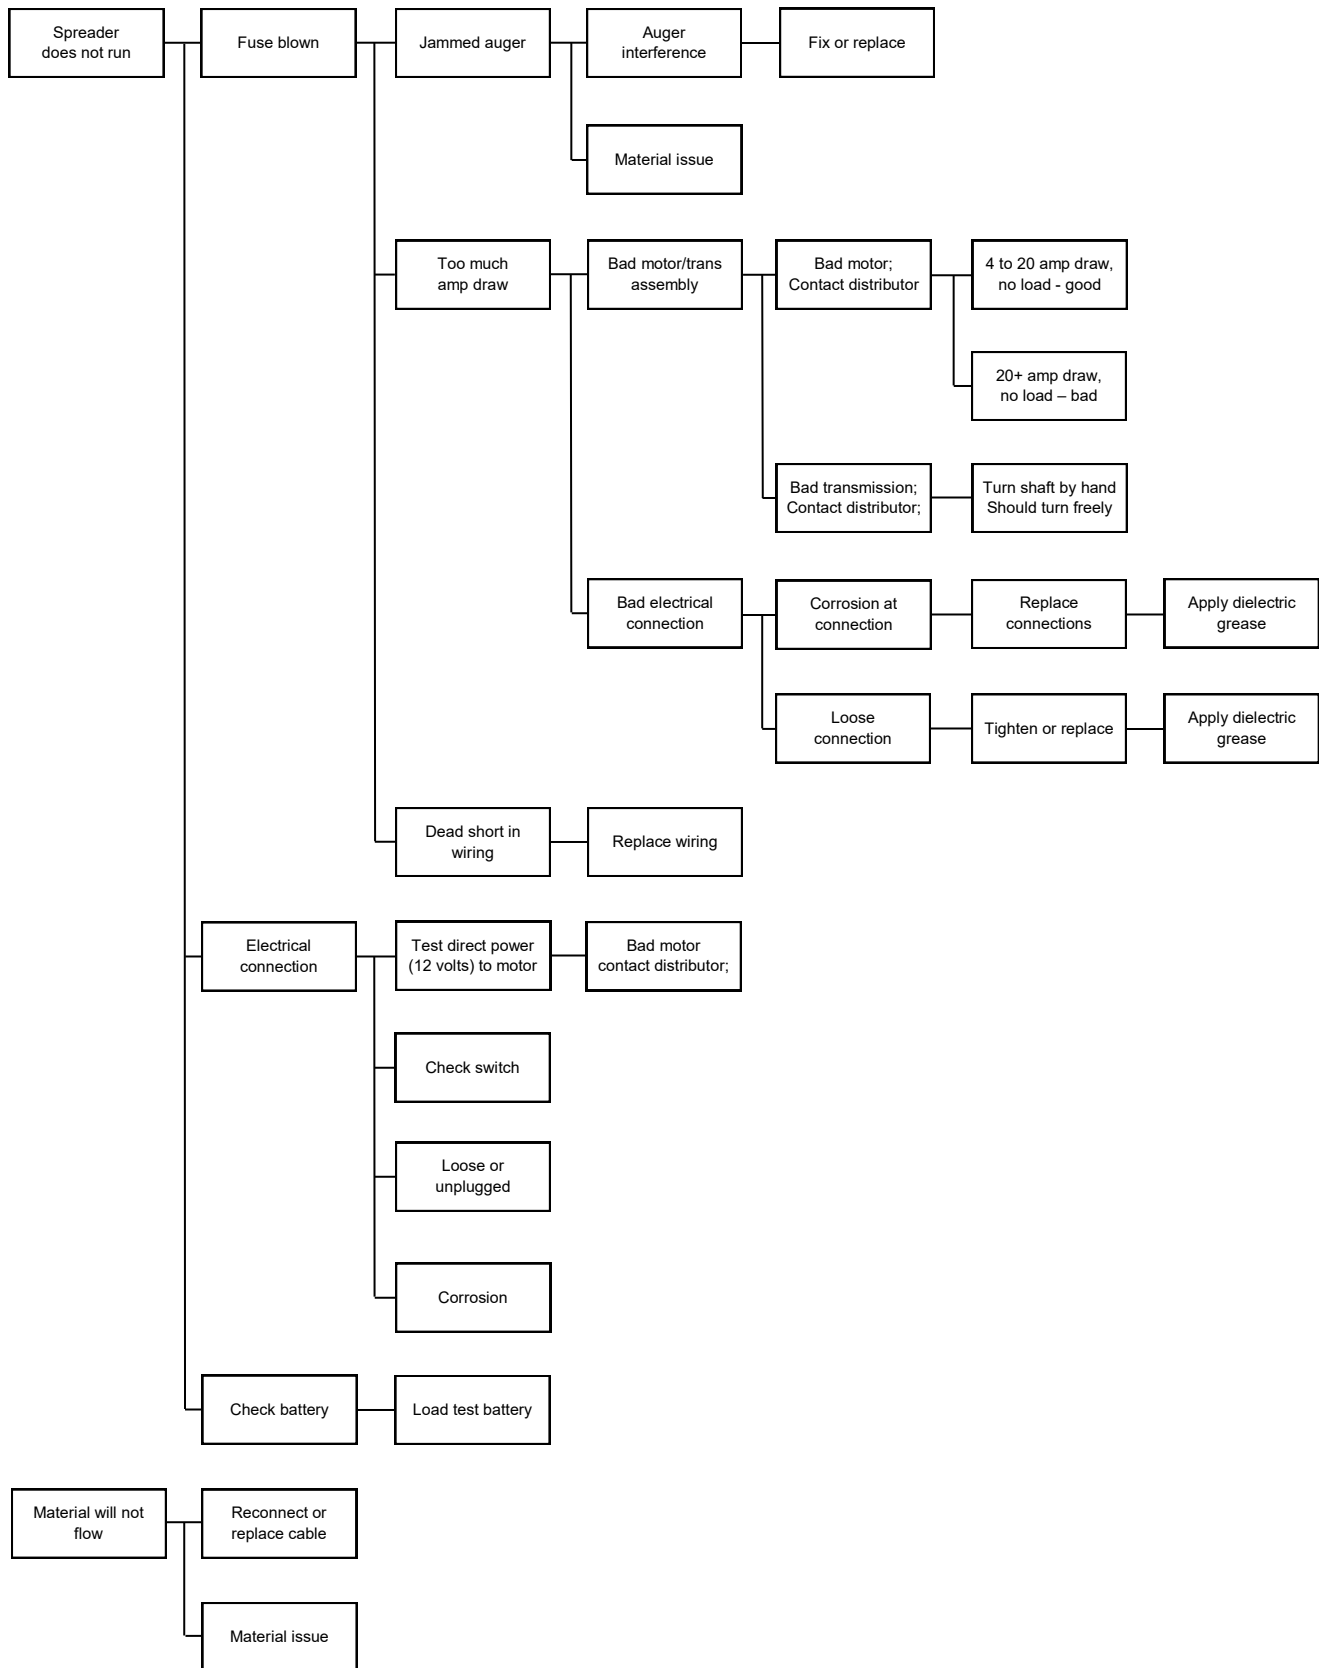 Spreader
does not run
Fuse blown
Jammed auger
Auger
interference
Fix or replace
Material issue
Too much
amp draw
Bad motor/trans
assembly
Bad motor;
Contact distributor
4 to 20 amp draw,
no load - good
20+ amp draw,
no load – bad
Bad transmission;
Contact distributor;
Turn shaft by hand
Should turn freely
Bad electrical
connection
Corrosion at
connection
Replace
connections
Apply dielectric
grease
Loose
connection
Tighten or replace
Apply dielectric
grease
Dead short in
wiring
Replace wiring
Electrical
connection
Test direct power
(12 volts) to motor
Bad motor
contact distributor;
Check switch
Loose or
unplugged
Corrosion
Check battery
Load test battery
Material will not
flow
Reconnect or
replace cable
Material issue